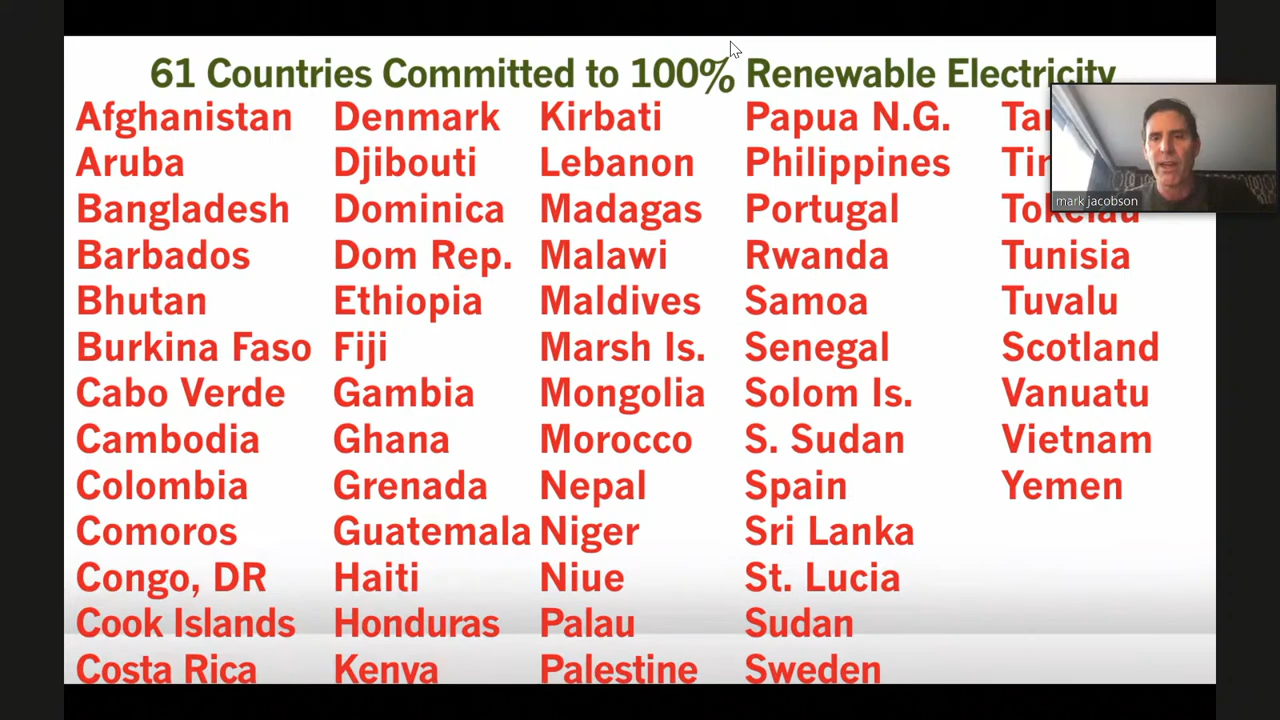 61 Countries Committed to 100% Renewable Electricity
Afghanistan
Aruba
Bangladesh
Barbados
Bhutan
Burkina Faso
Cabo Verde
Cambodia
Colombia
Comoros
Congo, DR
Cook Islands
Costa Rica
Denmark
Djibouti
Dominica
Dom Rep.
Ethiopia
Fiji
Gambia
Ghana
Grenada
Guatemala
Haiti
Honduras
Kenya
Kirbati
Lebanon
Madagas
Malawi
Maldives
Marsh Is.
Mongolia
Morocco
Nepal
Niger
Niue
Palau
Palestine
Papua N.G.
Philippines
Portugal
Rwanda
Samoa
Senegal
Solom Is.
S. Sudan
Spain
Sri Lanka
St. Lucia
Sudan
Sweden
Tokelau
Tunisia
Tuvalu
Scotland
Vanuatu
Vietnam
Yemen
mark jacobson